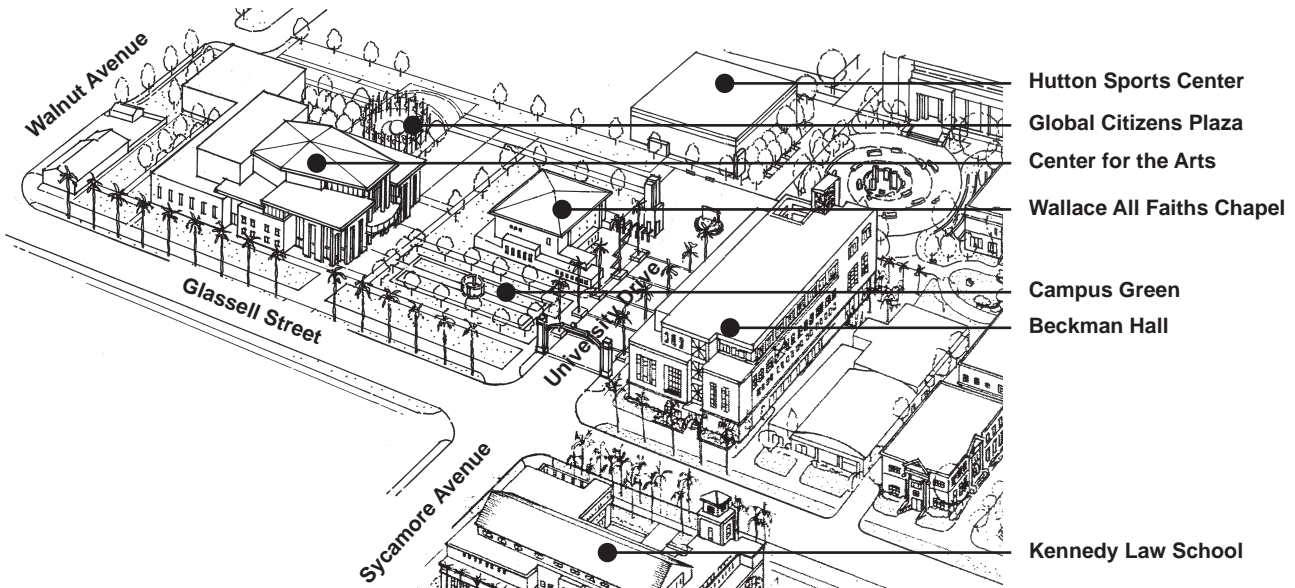 Walnut Avenue
Glassell Street
University Drive
Sycamore Avenue
Hutton Sports Center
Global Citizens Plaza
Center for the Arts
Wallace All Faiths Chapel
Campus Green
Beckman Hall
Kennedy Law School